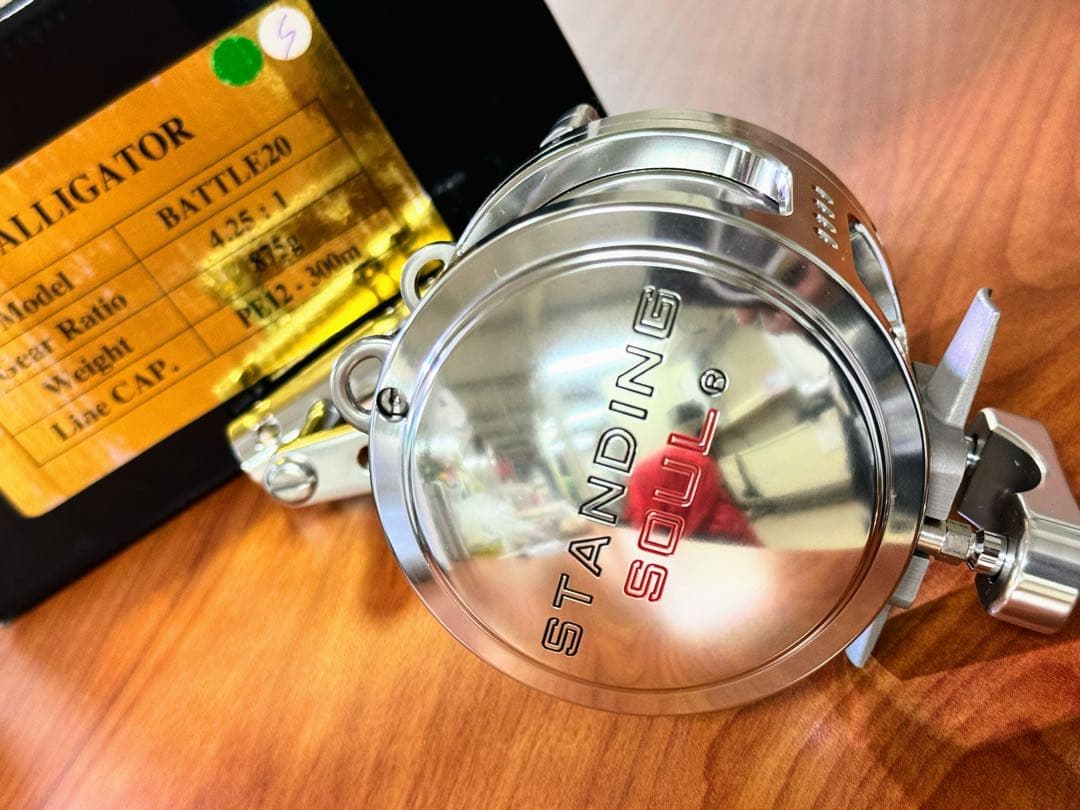 ALLIGATOR
Model BATTLE20
Gear Ratio 4.25 : 1
Weight 875g
Line CAP. PE12 - 300m
STANDING
SOUL®